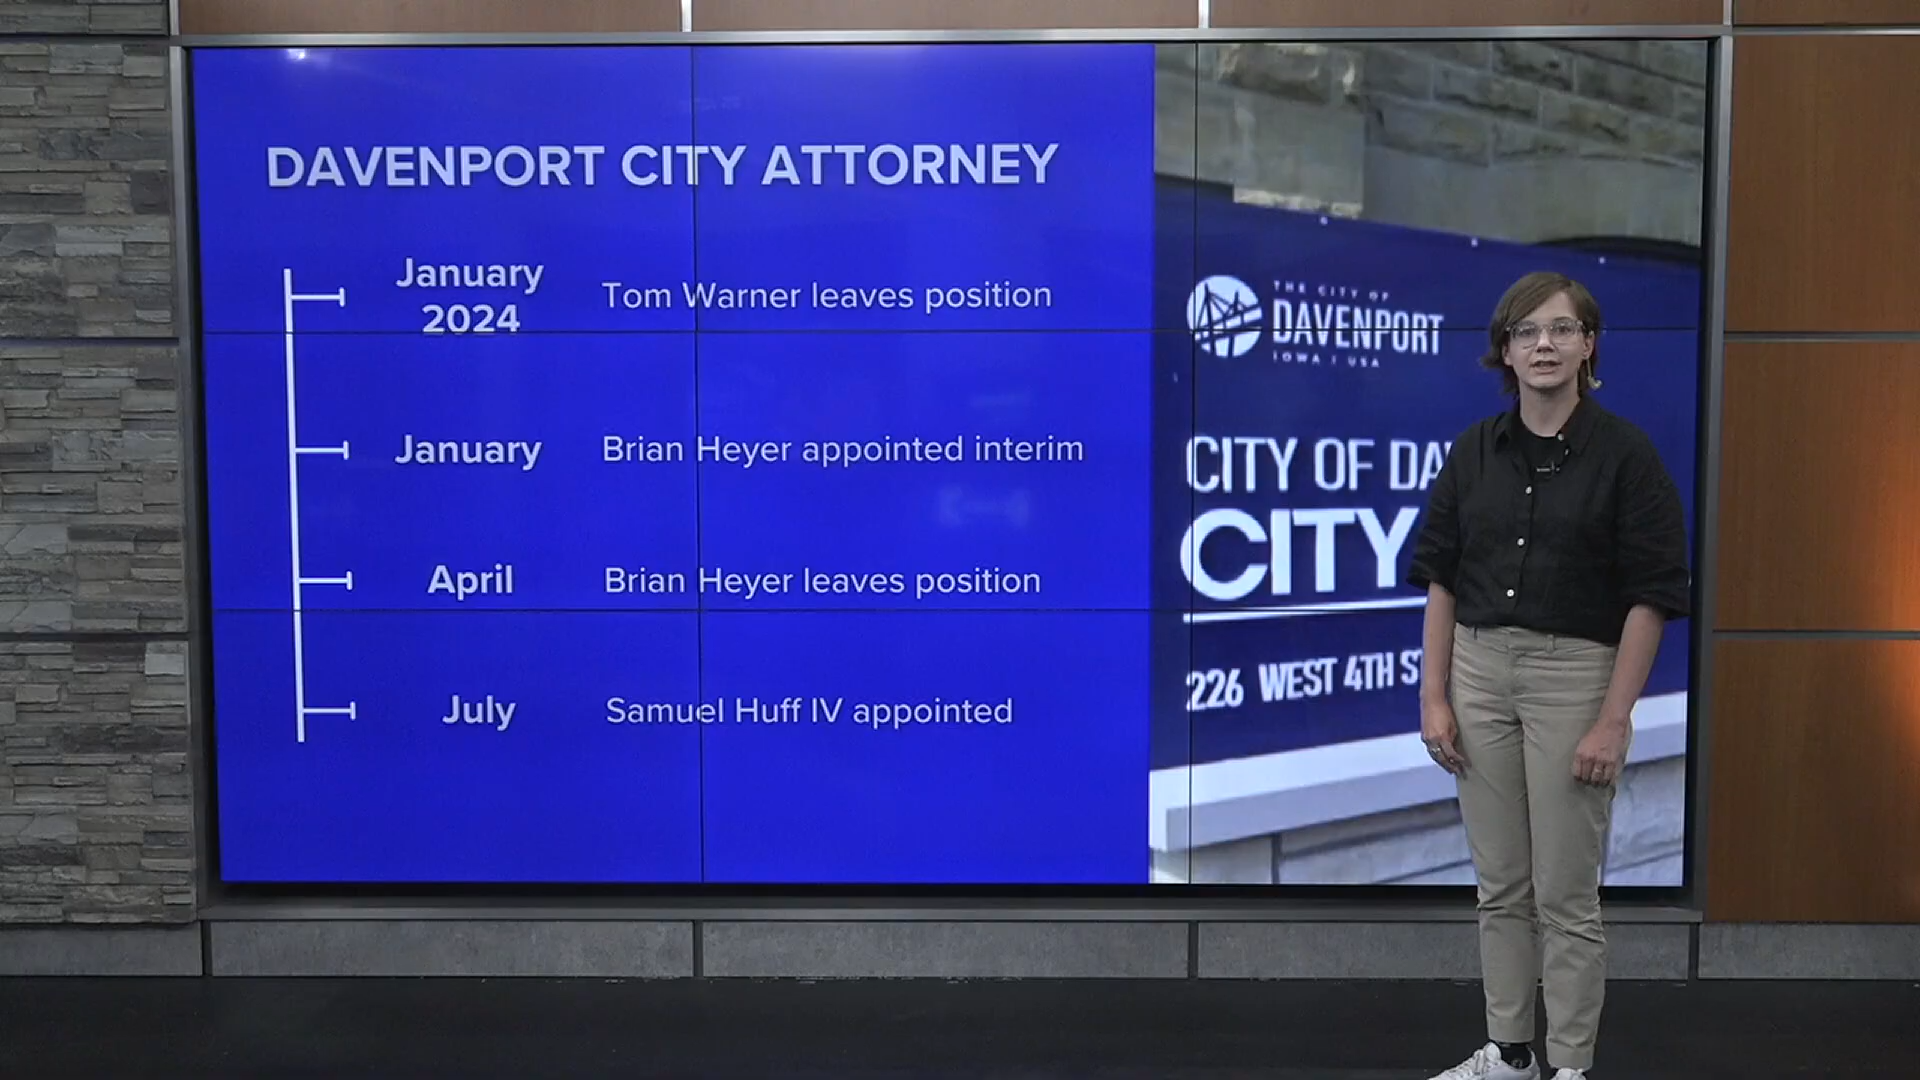 DAVENPORT CITY ATTORNEY
January
2024
Tom Warner leaves position
January
Brian Heyer appointed interim
April
Brian Heyer leaves position
July
Samuel Huff IV appointed
THE CITY OF
DAVENPORT
IOWA | USA
CITY OF DA
CITY
226 WEST 4TH S